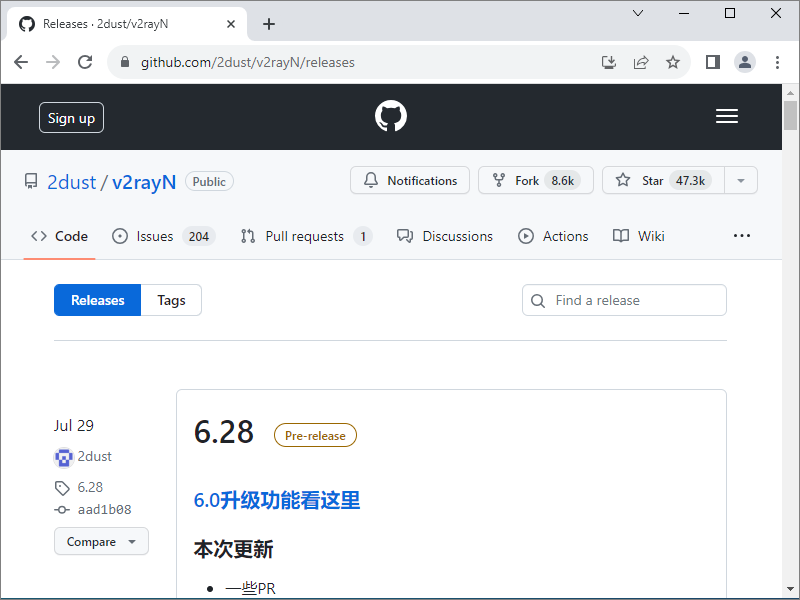 Releases · 2dust/v2rayN
github.com/2dust/v2rayN/releases
Sign up
2dust / v2rayN Public
Notifications
Fork 8.6k
Star 47.3k
Code
Issues 204
Pull requests 1
Discussions
Actions
Wiki
Releases
Tags
Find a release
Jul 29
2dust
6.28
aad1b08
Compare
6.28 Pre-release
6.0升级功能看这里
本次更新
一些PR